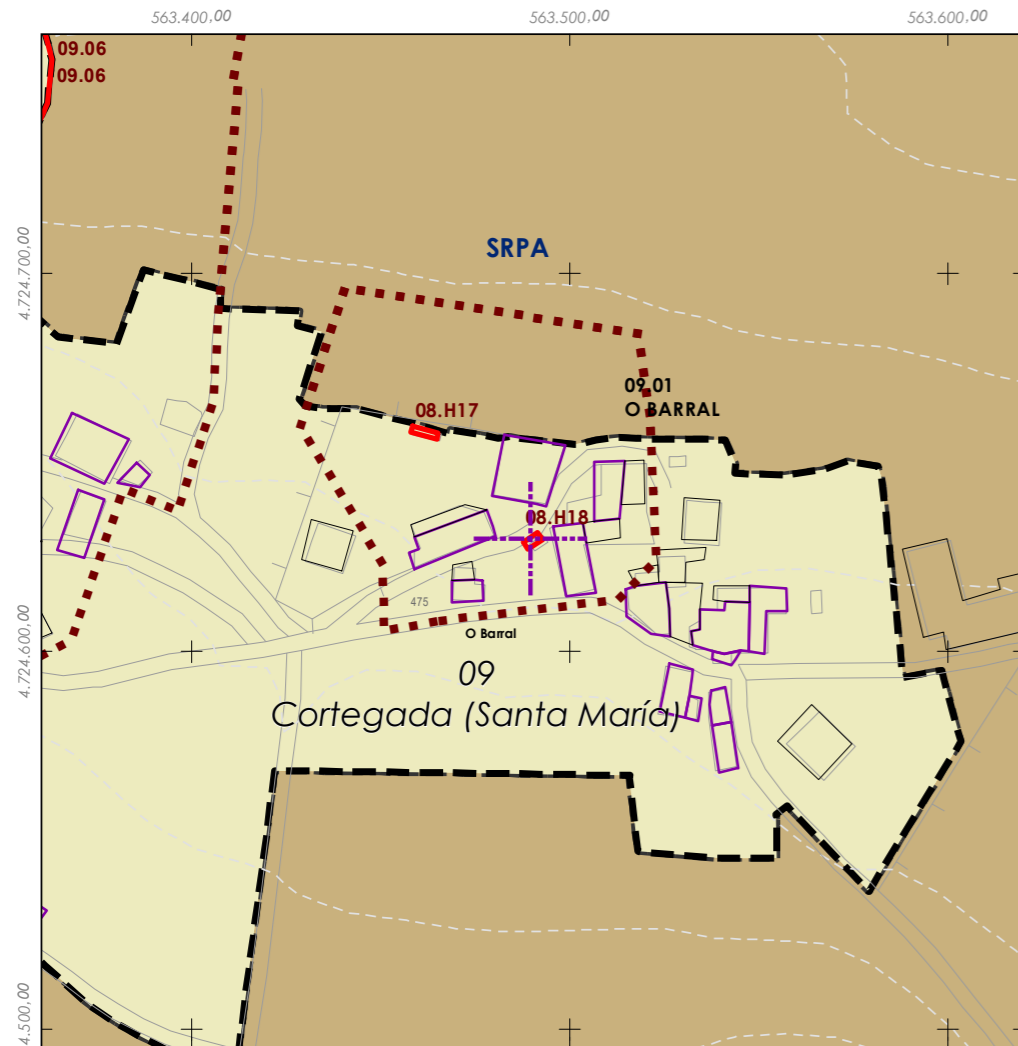 563.400,00
563.500,00
563.600,00
09.06
09.06
4.724.700,00
SRPA
09.01
O BARRAL
08.H17
08.H18
475
O Barral
4.724.600,00
09
Cortegada (Santa María)
4.500,00